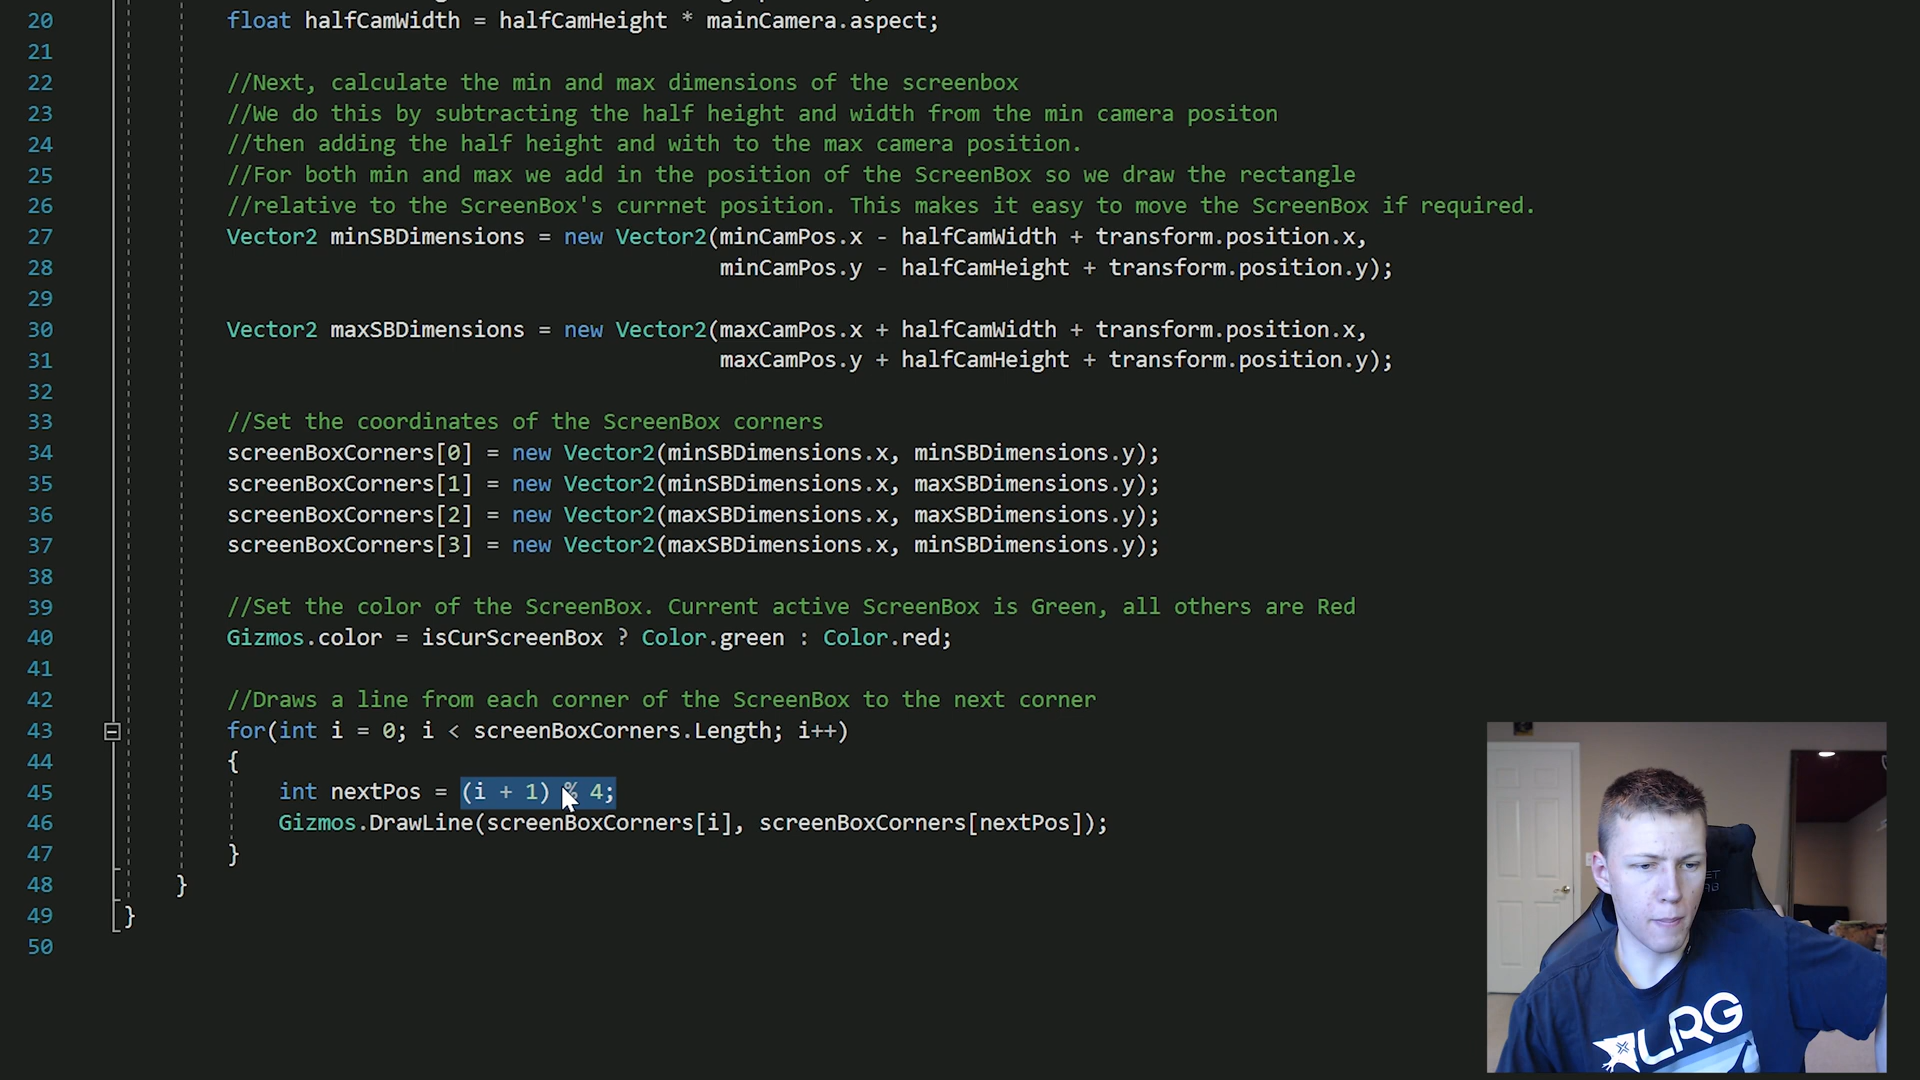 20 float halfCamWidth = halfCamHeight * mainCamera.aspect;
21
22 //Next, calculate the min and max dimensions of the screenbox
23 //We do this by subtracting the half height and width from the min camera positon
24 //then adding the half height and with to the max camera position.
25 //For both min and max we add in the position of the ScreenBox so we draw the rectangle
26 //relative to the ScreenBox's currnet position. This makes it easy to move the ScreenBox if required.
27 Vector2 minSBDimensions = new Vector2(minCamPos.x - halfCamWidth + transform.position.x,
28 minCamPos.y - halfCamHeight + transform.position.y);
29
30 Vector2 maxSBDimensions = new Vector2(maxCamPos.x + halfCamWidth + transform.position.x,
31 maxCamPos.y + halfCamHeight + transform.position.y);
32
33 //Set the coordinates of the ScreenBox corners
34 screenBoxCorners[0] = new Vector2(minSBDimensions.x, minSBDimensions.y);
35 screenBoxCorners[1] = new Vector2(minSBDimensions.x, maxSBDimensions.y);
36 screenBoxCorners[2] = new Vector2(maxSBDimensions.x, maxSBDimensions.y);
37 screenBoxCorners[3] = new Vector2(maxSBDimensions.x, minSBDimensions.y);
38
39 //Set the color of the ScreenBox. Current active ScreenBox is Green, all others are Red
40 Gizmos.color = isCurScreenBox ? Color.green : Color.red;
41
42 //Draws a line from each corner of the ScreenBox to the next corner
43 for(int i = 0; i < screenBoxCorners.Length; i++)
44 {
45 int nextPos = (i + 1) % 4;
46 Gizmos.DrawLine(screenBoxCorners[i], screenBoxCorners[nextPos]);
47 }
48 }
49 }
50
LRG